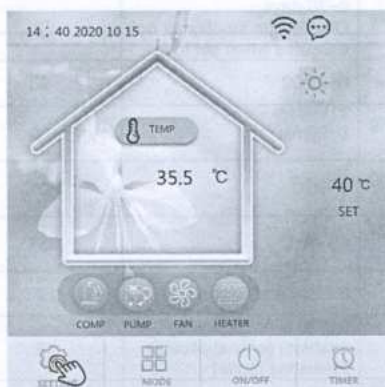 14 : 40 2020 10 15
TEMP
35.5 ℃
40 ℃
SET
COMP PUMP FAN HEATER
MODE ON/OFF TIMER